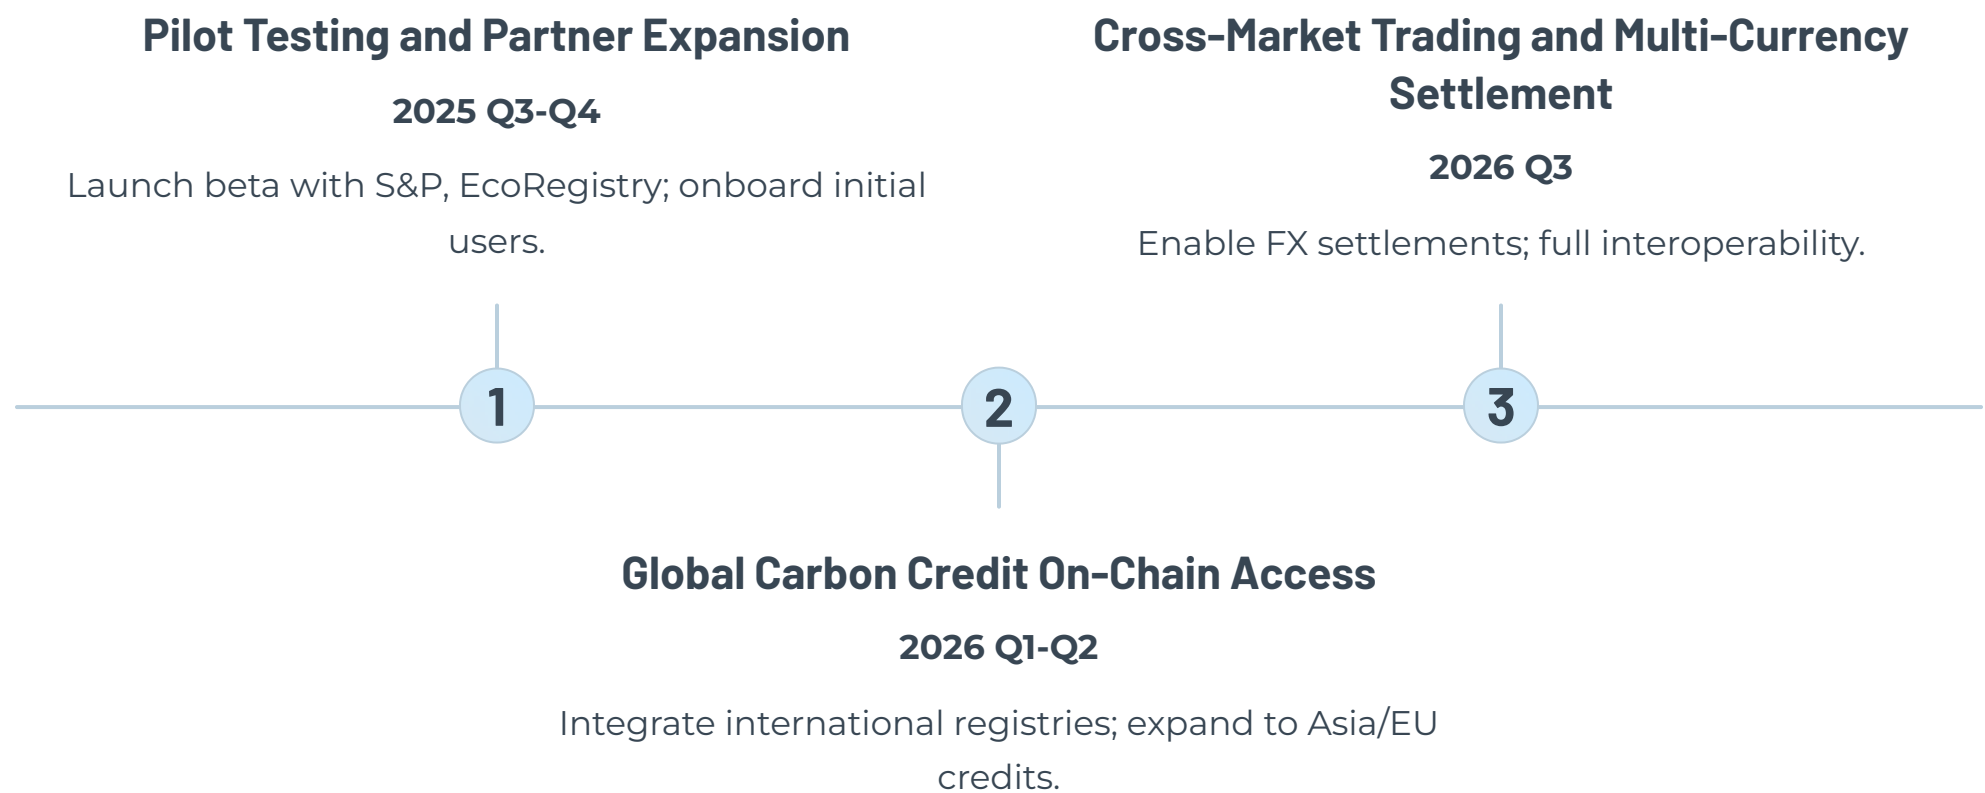 Pilot Testing and Partner Expansion
2025 Q3-Q4
Launch beta with S&P, EcoRegistry; onboard initial
users.
1
Global Carbon Credit On-Chain Access
2026 Q1-Q2
Integrate international registries; expand to Asia/EU
credits.
2
Cross-Market Trading and Multi-Currency
Settlement
2026 Q3
Enable FX settlements; full interoperability.
3